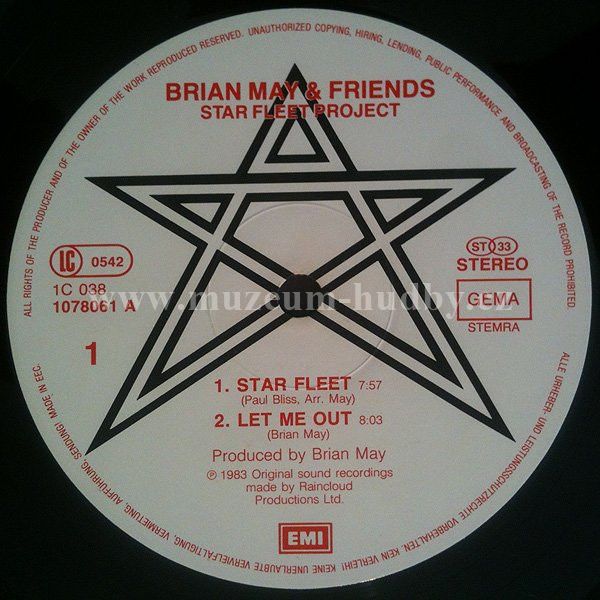 ALL RIGHTS OF THE PRODUCER AND OF THE OWNER OF THE WORK REPRODUCED RESERVED. UNAUTHORIZED COPYING, HIRING, LENDING, PUBLIC PERFORMANCE AND BROADCASTING OF THE RECORD PROHIBITED.
BRIAN MAY & FRIENDS
STAR FLEET PROJECT
LC 0542
1C 038
1078061 A
1
ST 33
STEREO
GEMA
STEMRA
www.muzeum-hudby.cz
1. STAR FLEET 7:57
(Paul Bliss, Arr. May)
2. LET ME OUT 8:03
(Brian May)
Produced by Brian May
℗ 1983 Original sound recordings
made by Raincloud
Productions Ltd.
EMI
MADE IN EEC.
ALLE URHEBER- UND LEISTUNGSSCHUTZRECHTE VORBEHALTEN. KEIN VERLEIH! KEINE UNERLAUBTE VERVIELFÄLTIGUNG, VERMIETUNG, AUFFÜHRUNG, SENDUNG!